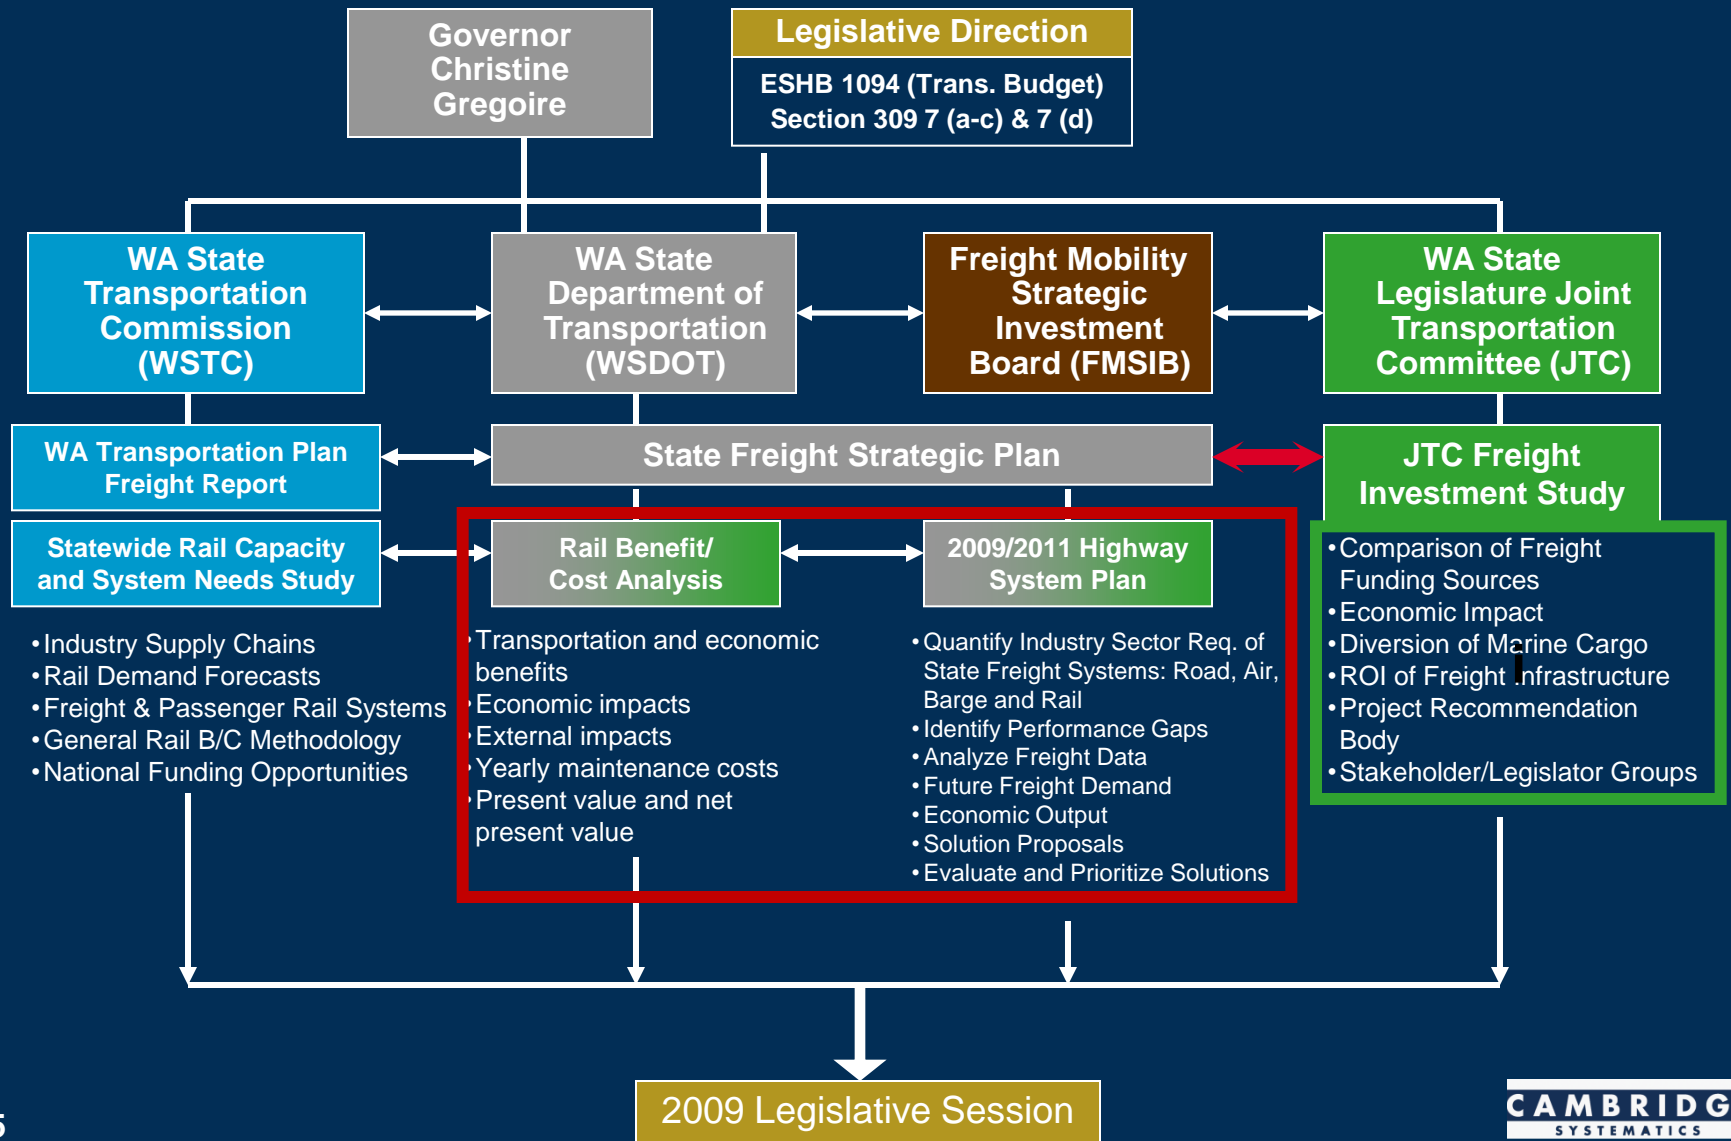 Governor
Christine
Gregoire
Legislative Direction
ESHB 1094 (Trans. Budget)
Section 309 7 (a-c) & 7 (d)
WA State
Transportation
Commission
(WSTC)
WA State
Department of
Transportation
(WSDOT)
Freight Mobility
Strategic
Investment
Board (FMSIB)
WA State
Legislature Joint
Transportation
Committee (JTC)
WA Transportation Plan
Freight Report
State Freight Strategic Plan
JTC Freight
Investment Study
Statewide Rail Capacity
and System Needs Study
Rail Benefit/
Cost Analysis
2009/2011 Highway
System Plan
•Industry Supply Chains
•Rail Demand Forecasts
•Freight & Passenger Rail Systems
•General Rail B/C Methodology
•National Funding Opportunities
•Transportation and economic
benefits
•Economic impacts
•External impacts
•Yearly maintenance costs
•Present value and net
present value
•Quantify Industry Sector Req. of
State Freight Systems: Road, Air,
Barge and Rail
•Identify Performance Gaps
•Analyze Freight Data
•Future Freight Demand
•Economic Output
•Solution Proposals
•Evaluate and Prioritize Solutions
•Comparison of Freight
Funding Sources
•Economic Impact
•Diversion of Marine Cargo
•ROI of Freight Infrastructure
•Project Recommendation
Body
•Stakeholder/Legislator Groups
i
2009 Legislative Session
5
CAMBRIDG
SYSTEMATICS